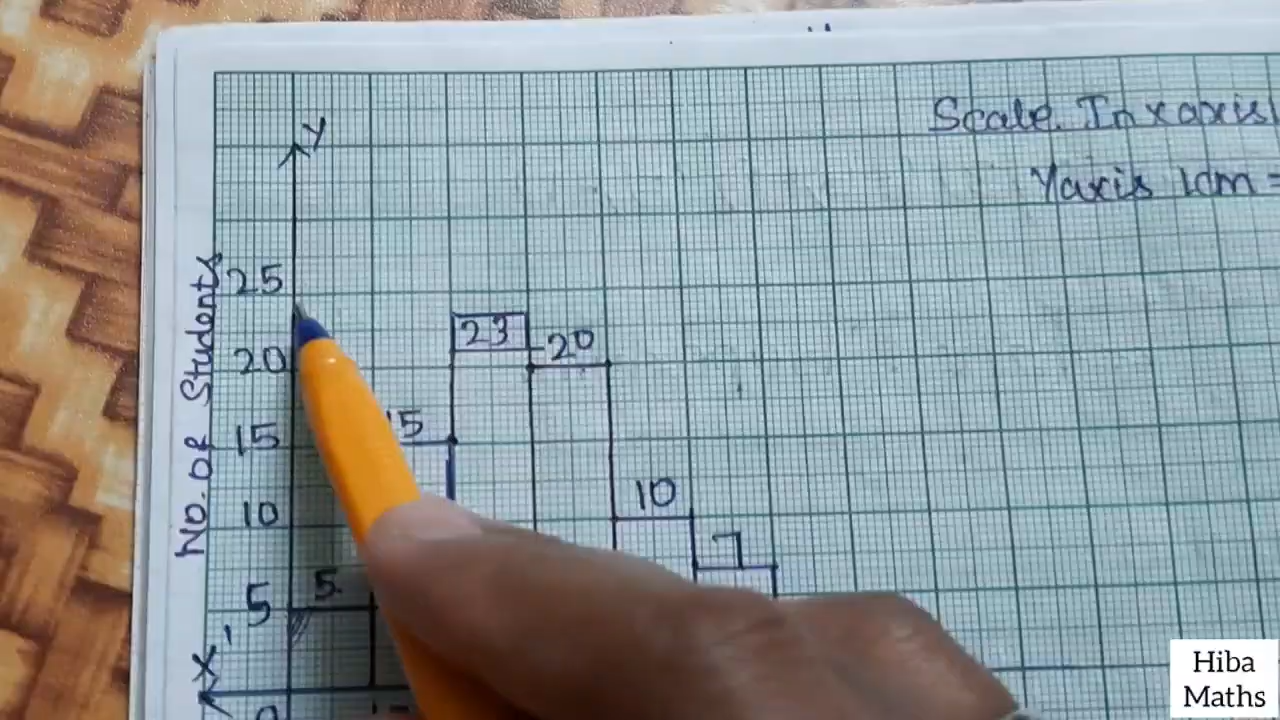 Scale. In x axis
Y axis 1cm =
Y
No. of Students
25
23
20
20
15
15
10
10
7
5
5.
X'
0
Hiba
Maths